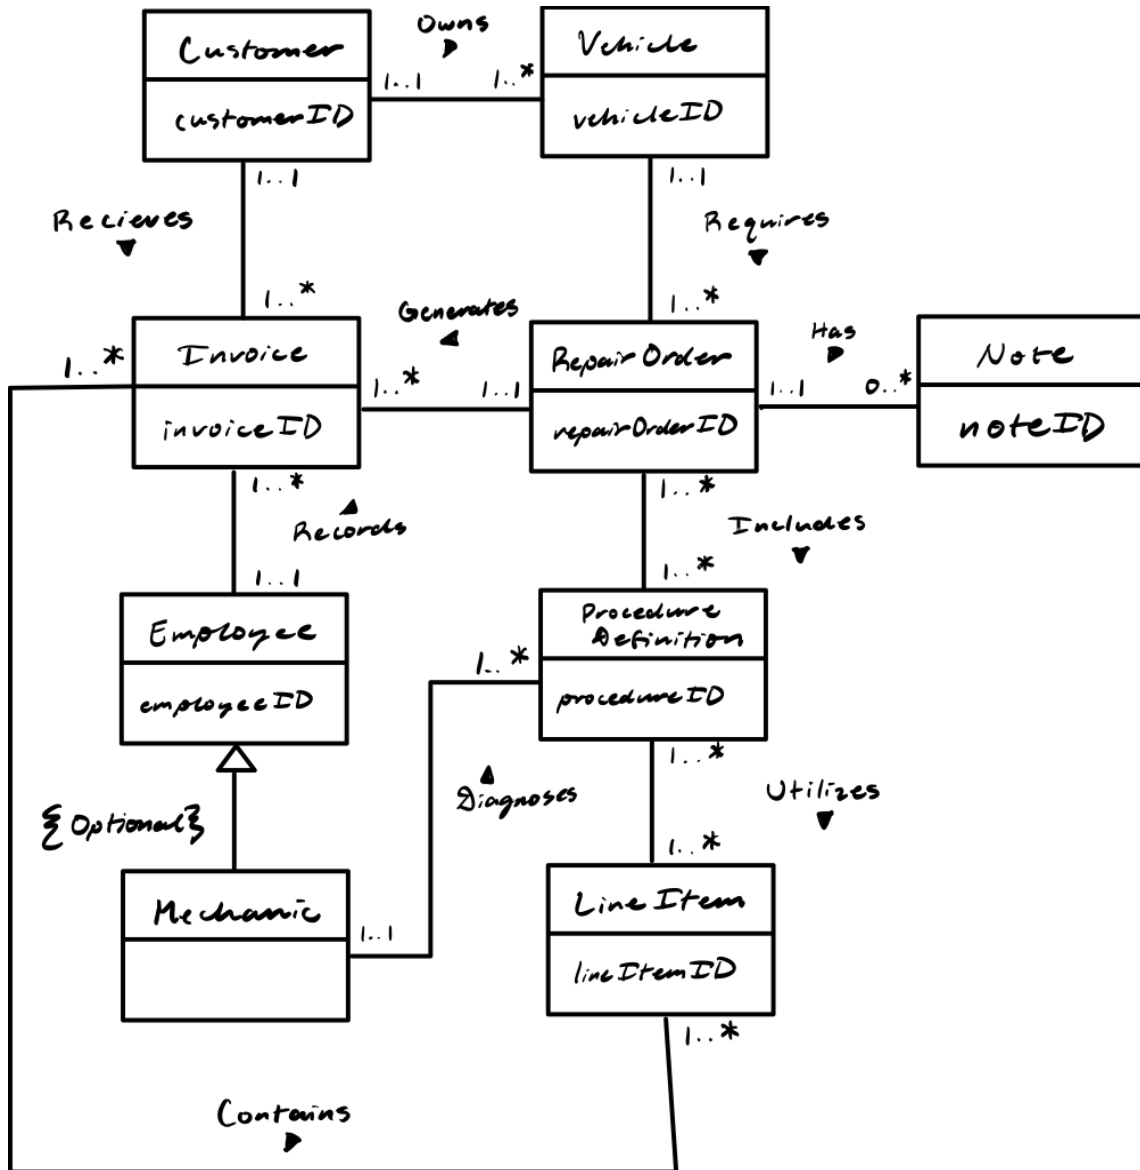 Customer
Owns
Vehicle
1..1
1..*
customerID
vehicleID
1..1
1..1
Recieves
Requires
1..*
Generates
1..*
Has
1..*
Invoice
1..*
1..1
Repair Order
1..1
0..*
Note
invoiceID
repairOrderID
noteID
1..*
Records
1..*
Includes
1..1
1..*
Employee
Procedure
Definition
1..*
employeeID
procedureID
1..*
{Optional}
Diagnoses
Utilizes
1..*
Mechanic
1..1
Line Item
lineItemID
1..*
Contains